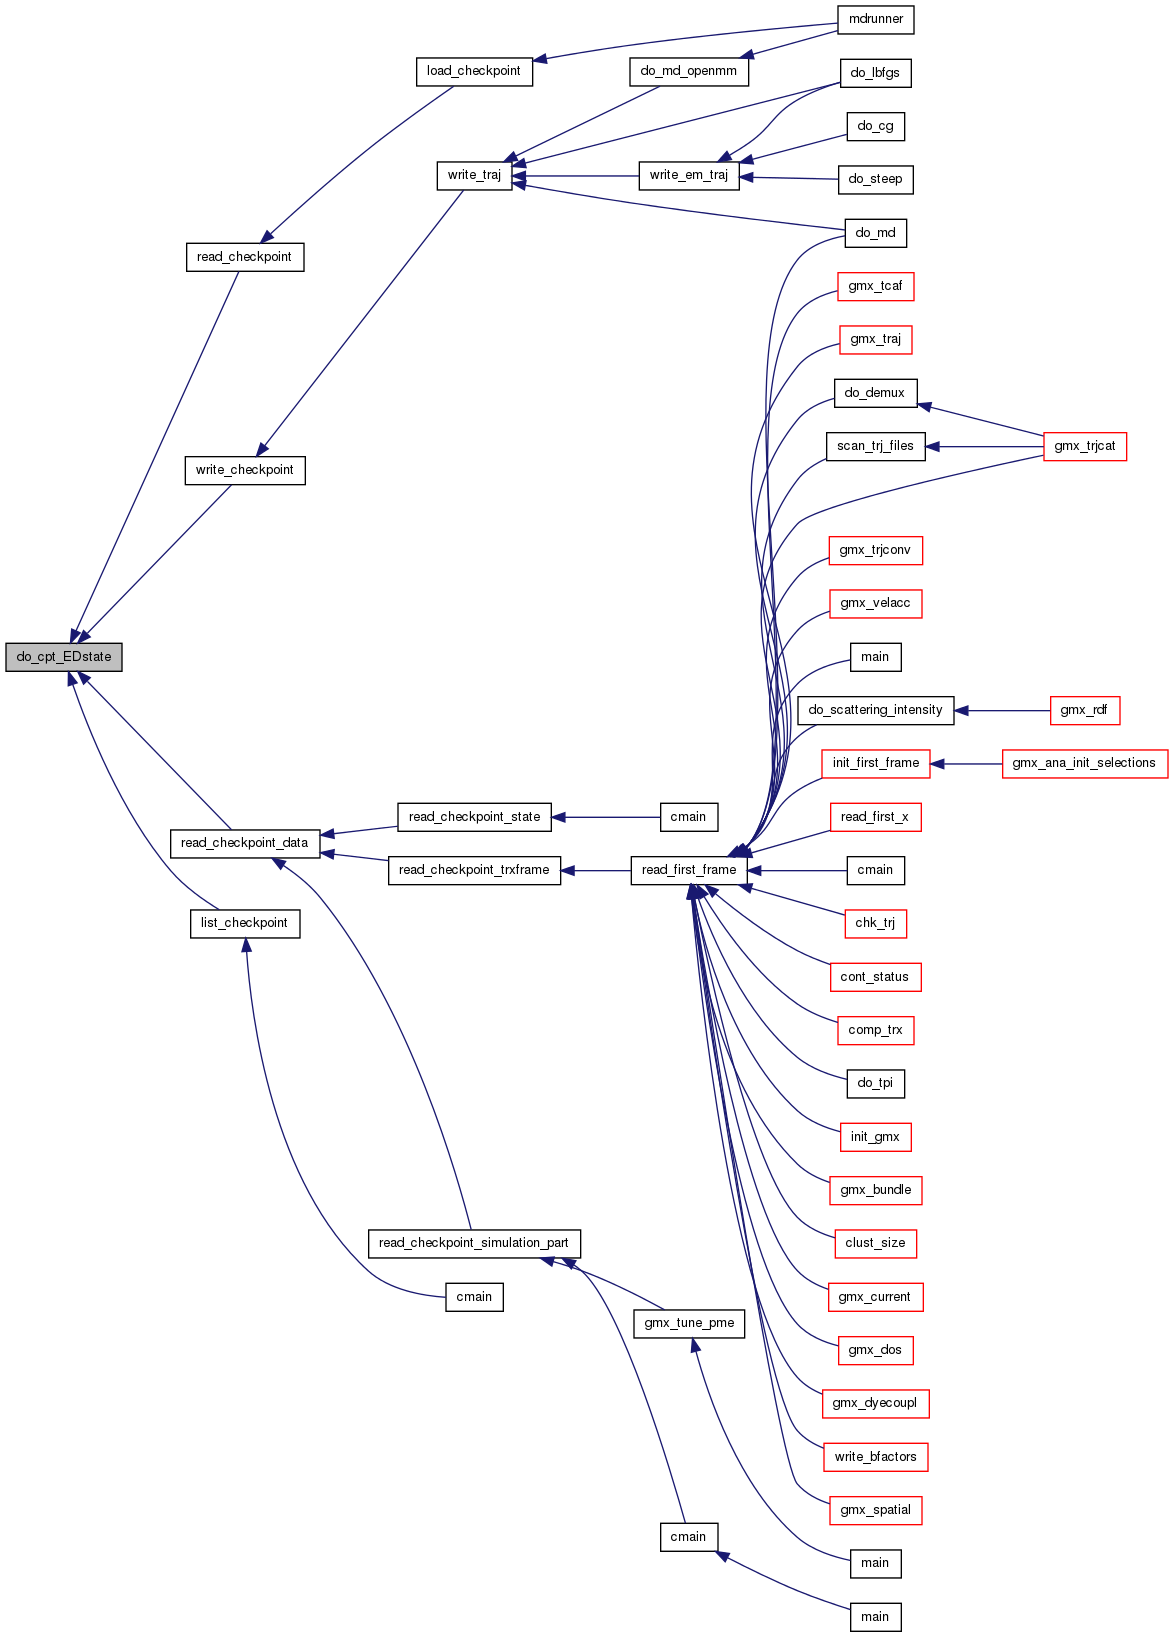 mdrunner
load_checkpoint
do_md_openmm
do_lbfgs
do_cg
write_traj
write_em_traj
do_steep
do_md
read_checkpoint
gmx_tcaf
gmx_traj
do_demux
scan_trj_files
gmx_trjcat
write_checkpoint
gmx_trjconv
gmx_velacc
do_cpt_EDstate
main
do_scattering_intensity
gmx_rdf
init_first_frame
gmx_ana_init_selections
read_checkpoint_state
cmain
read_first_x
read_checkpoint_data
read_checkpoint_trxframe
read_first_frame
cmain
list_checkpoint
chk_trj
cont_status
comp_trx
do_tpi
init_gmx
gmx_bundle
read_checkpoint_simulation_part
clust_size
cmain
gmx_current
gmx_tune_pme
gmx_dos
gmx_dyecoupl
write_bfactors
gmx_spatial
cmain
main
main